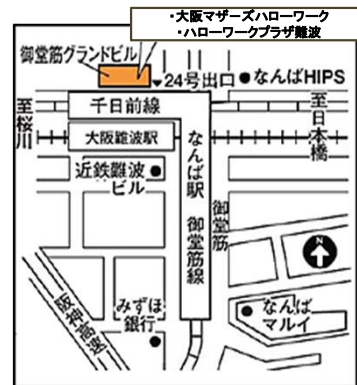 ・大阪マザーズハローワーク
・ハローワークプラザ難波
御堂筋グランドビル
24号出口
なんばHIPS
至桜川
千日前線
至日本橋
大阪難波駅
近鉄難波
ビル
なんば駅 御堂筋線
御堂筋
N
阪神高速
みずほ
銀行
なんば
マルイ